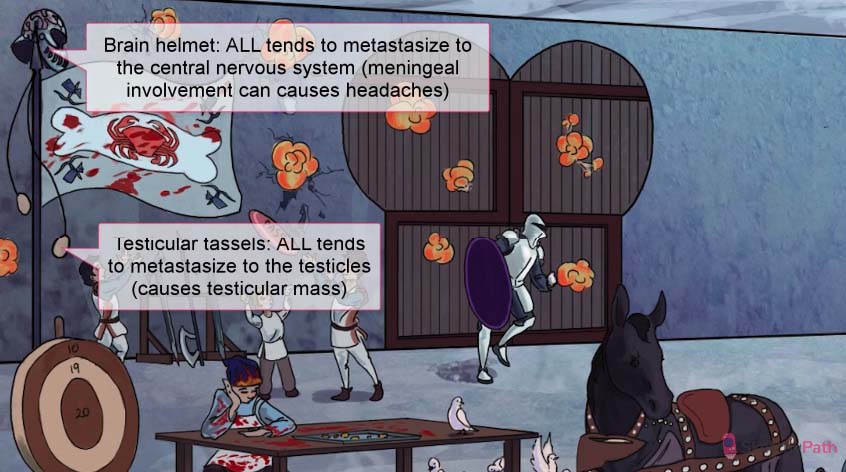 Brain helmet: ALL tends to metastasize to
the central nervous system (meningeal
involvement can causes headaches)
Testicular tassels: ALL tends
to metastasize to the testicles
(causes testicular mass)
10
19
20
Path